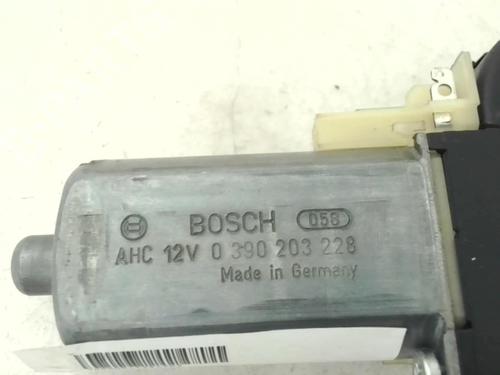 BOSCH 058
AHC 12V 0 390 203 228
Made in Germany